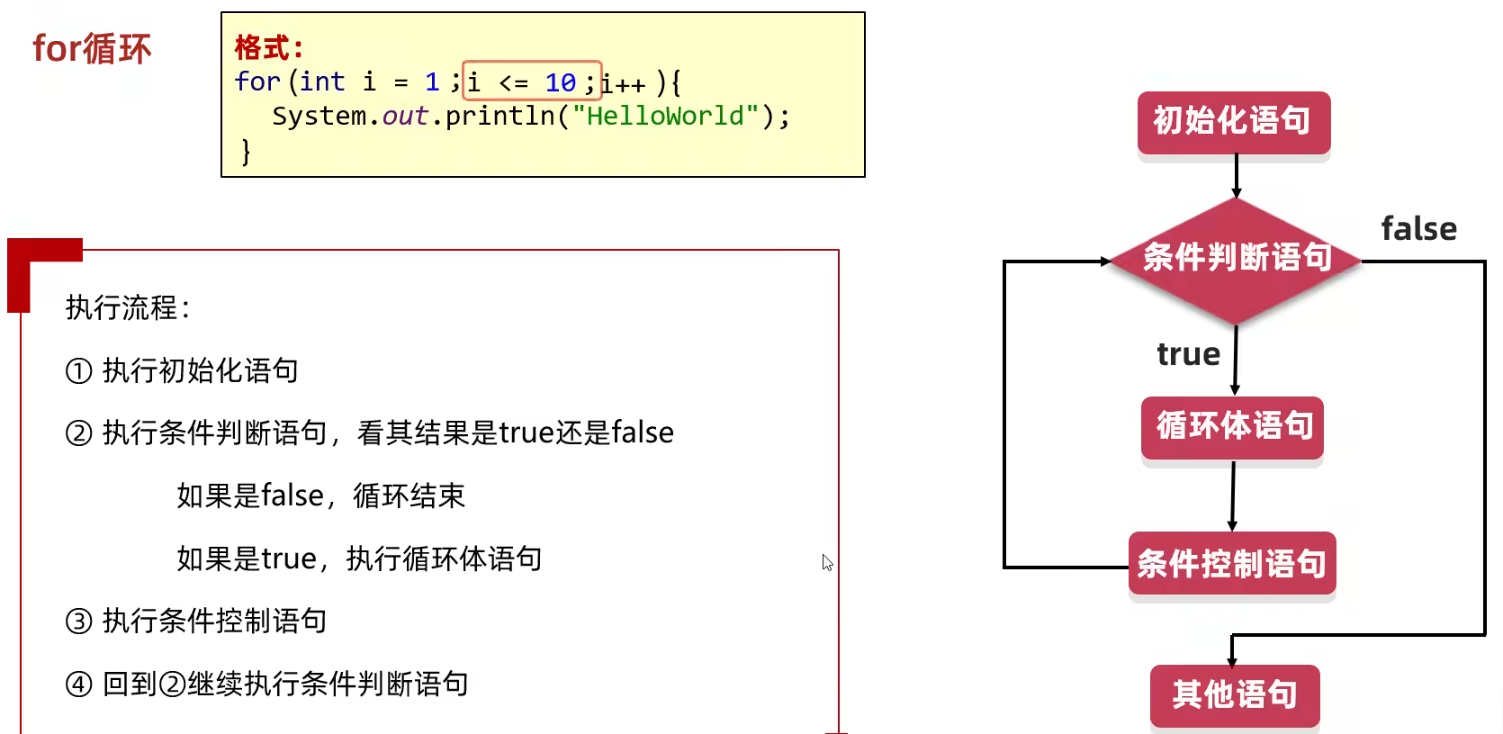 for循环
格式：
for(int i = 1;i <= 10;i++ ){
System.out.println("HelloWorld");
}
执行流程：
① 执行初始化语句
② 执行条件判断语句，看其结果是true还是false
如果是false，循环结束
如果是true，执行循环体语句
③ 执行条件控制语句
④ 回到②继续执行条件判断语句
初始化语句
条件判断语句
false
true
循环体语句
条件控制语句
其他语句